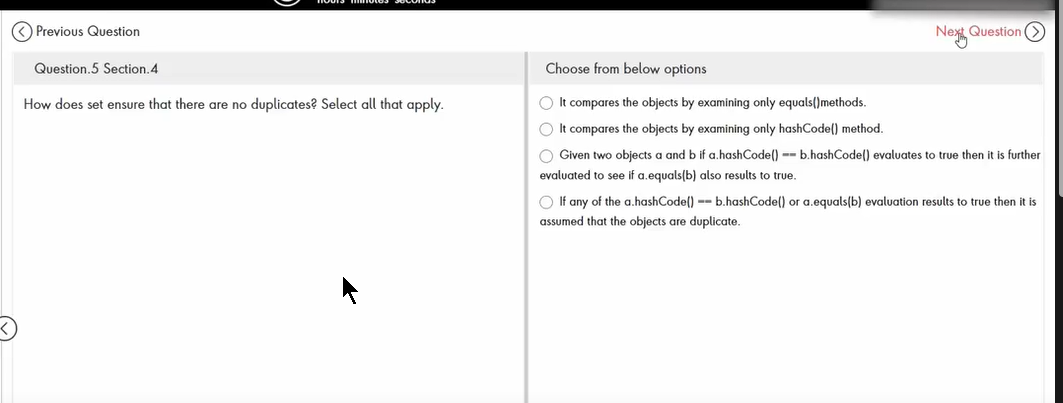 hours minutes seconds
Previous Question
Next Question
Question.5 Section.4
Choose from below options
How does set ensure that there are no duplicates? Select all that apply.
It compares the objects by examining only equals()methods.
It compares the objects by examining only hashCode() method.
Given two objects a and b if a.hashCode() == b.hashCode() evaluates to true then it is further
evaluated to see if a.equals(b) also results to true.
If any of the a.hashCode() == b.hashCode() or a.equals(b) evaluation results to true then it is
assumed that the objects are duplicate.